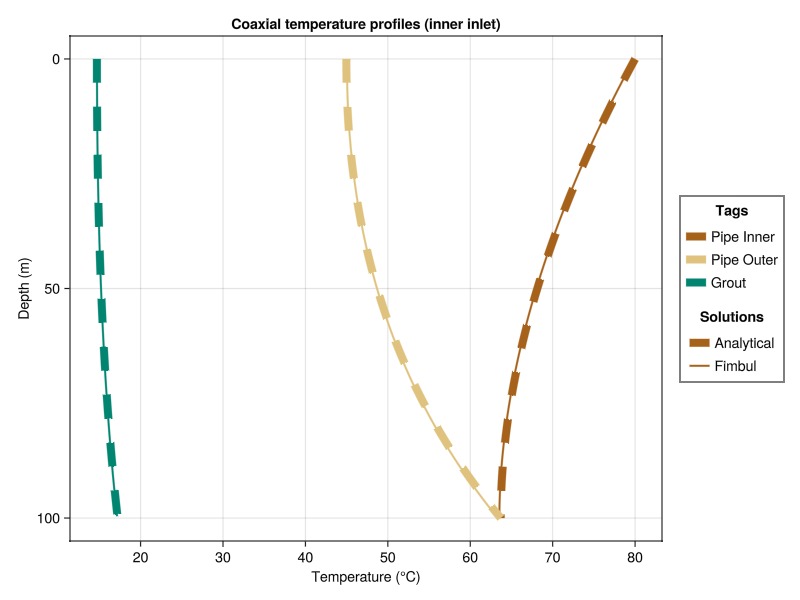 Coaxial temperature profiles (inner inlet)
0
50
100
Depth (m)
20 30 40 50 60 70 80
Temperature (°C)
Tags
Pipe Inner
Pipe Outer
Grout
Solutions
Analytical
Fimbul